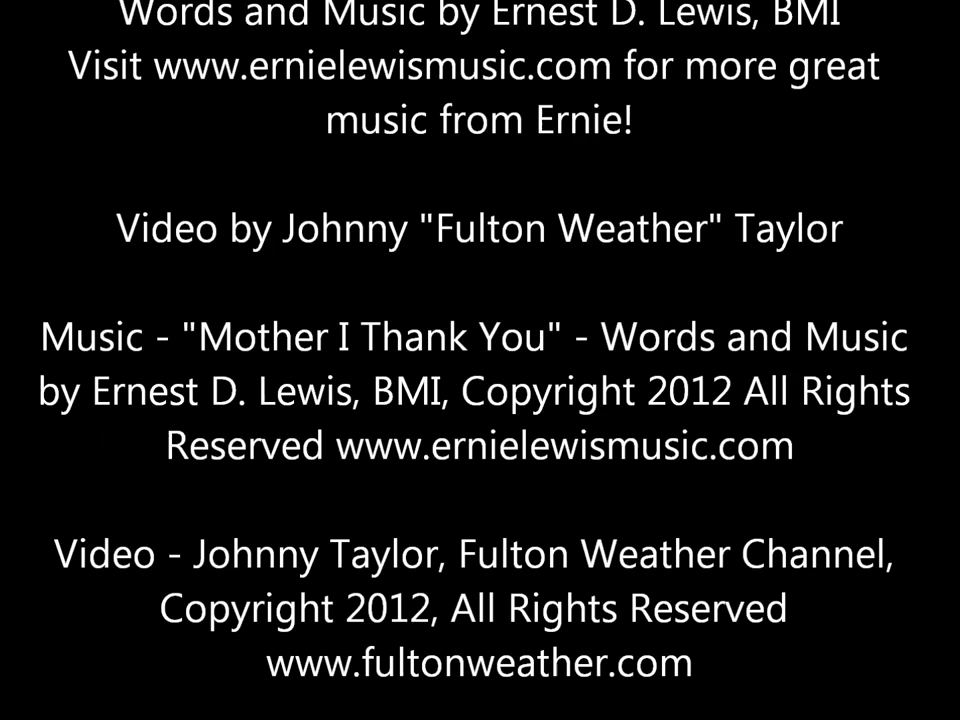 Words and Music by Ernest D. Lewis, BMI
Visit www.ernielewismusic.com for more great
music from Ernie!
Video by Johnny "Fulton Weather" Taylor
Music - "Mother I Thank You" - Words and Music
by Ernest D. Lewis, BMI, Copyright 2012 All Rights
Reserved www.ernielewismusic.com
Video - Johnny Taylor, Fulton Weather Channel,
Copyright 2012, All Rights Reserved
www.fultonweather.com